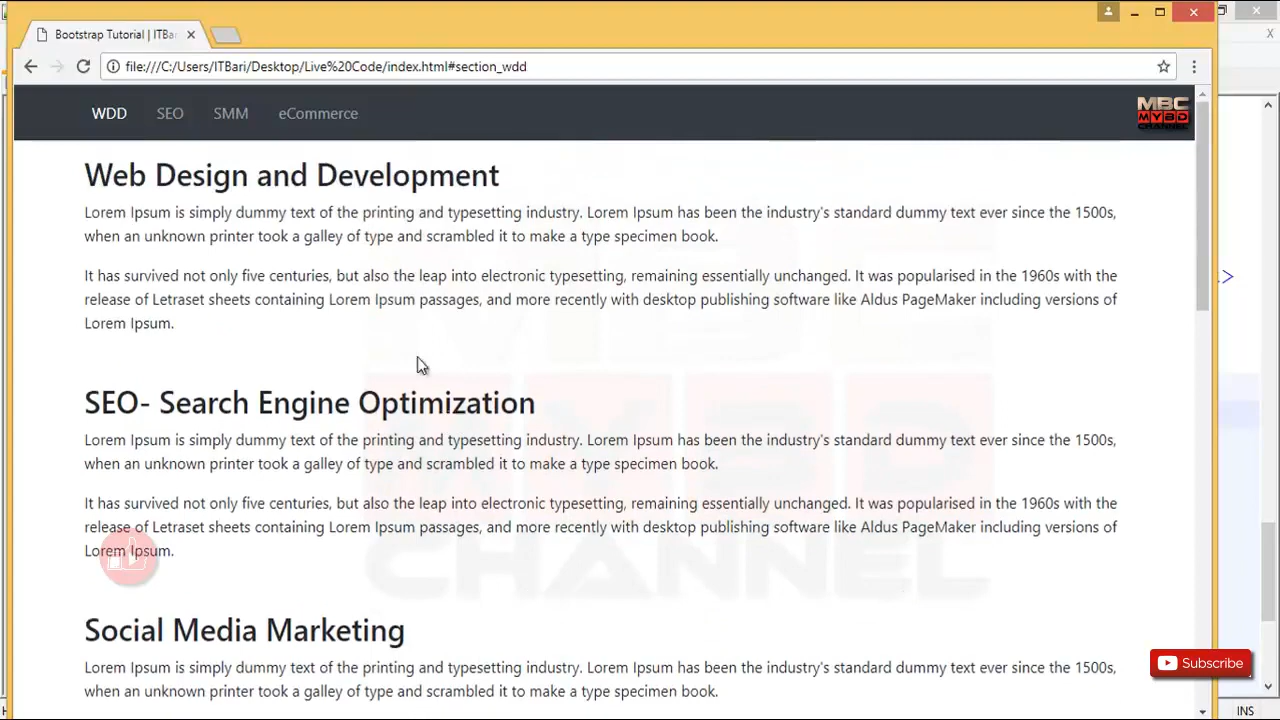 Bootstrap Tutorial | ITBar
file:///C:/Users/ITBari/Desktop/Live%20Code/index.html#section_wdd
WDD SEO SMM eCommerce
MBC
MYBD
CHANNEL
Web Design and Development
Lorem Ipsum is simply dummy text of the printing and typesetting industry. Lorem Ipsum has been the industry's standard dummy text ever since the 1500s,
when an unknown printer took a galley of type and scrambled it to make a type specimen book.
It has survived not only five centuries, but also the leap into electronic typesetting, remaining essentially unchanged. It was popularised in the 1960s with the
release of Letraset sheets containing Lorem Ipsum passages, and more recently with desktop publishing software like Aldus PageMaker including versions of
Lorem Ipsum.
SEO- Search Engine Optimization
Lorem Ipsum is simply dummy text of the printing and typesetting industry. Lorem Ipsum has been the industry's standard dummy text ever since the 1500s,
when an unknown printer took a galley of type and scrambled it to make a type specimen book.
It has survived not only five centuries, but also the leap into electronic typesetting, remaining essentially unchanged. It was popularised in the 1960s with the
release of Letraset sheets containing Lorem Ipsum passages, and more recently with desktop publishing software like Aldus PageMaker including versions of
Lorem Ipsum.
MBC
MYBD
CHANNEL
Social Media Marketing
Lorem Ipsum is simply dummy text of the printing and typesetting industry. Lorem Ipsum has been the industry's standard dummy text ever since the 1500s,
when an unknown printer took a galley of type and scrambled it to make a type specimen book.
Subscribe
INS